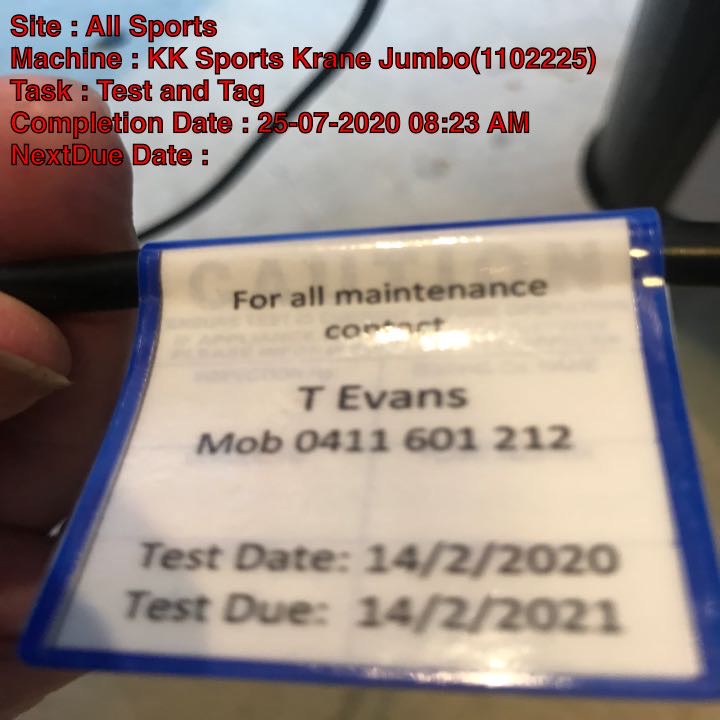 Site : All Sports
Machine : KK Sports Krane Jumbo(1102225)
Task : Test and Tag
Completion Date : 25-07-2020 08:23 AM
NextDue Date :
CAUTION
For all maintenance
contact
T Evans
Mob 0411 601 212
Test Date: 14/2/2020
Test Due: 14/2/2021